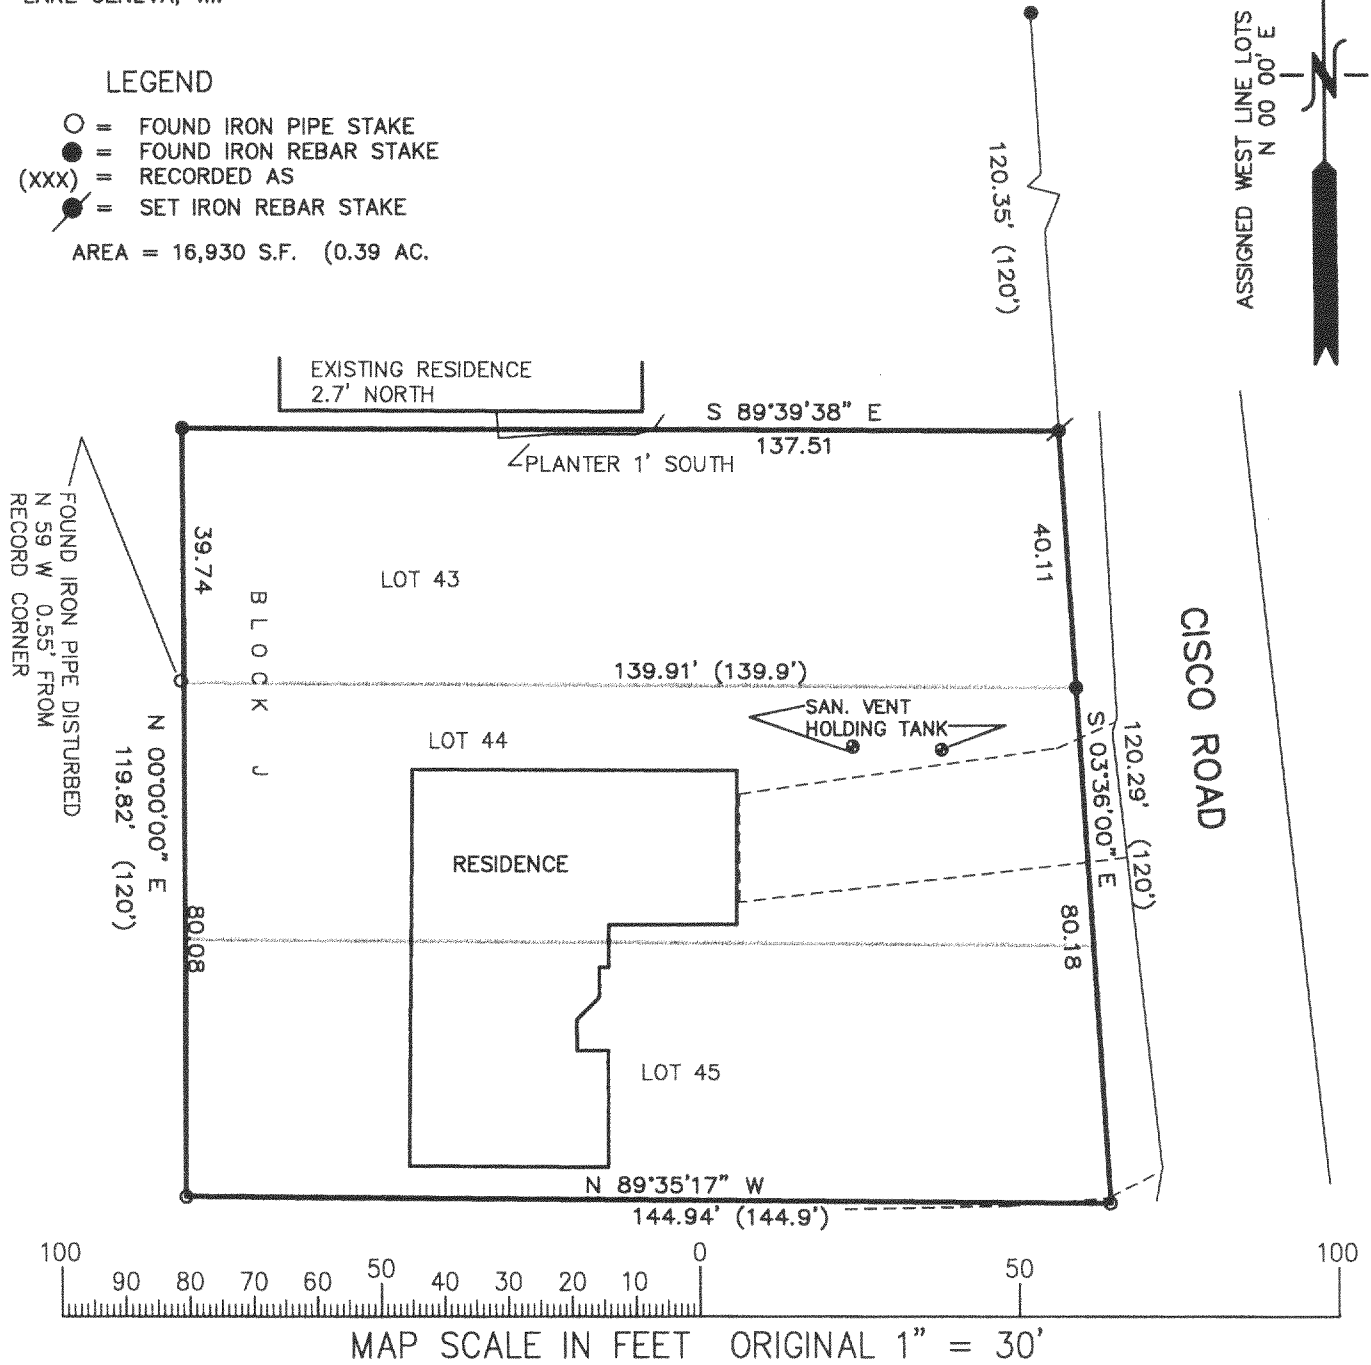 LAKE GENEVA,
LEGEND
○ = FOUND IRON PIPE STAKE
● = FOUND IRON REBAR STAKE
(XXX) = RECORDED AS
= SET IRON REBAR STAKE
AREA = 16,930 S.F. (0.39 AC.
ASSIGNED WEST LINE LOTS
N 00 00' E
N
120.35' (120')
EXISTING RESIDENCE
2.7' NORTH
S 89°39'38" E
137.51
PLANTER 1' SOUTH
FOUND IRON PIPE DISTURBED
N 59 W 0.55' FROM
RECORD CORNER
39.74
BLOCK J
LOT 43
40.11
CISCO ROAD
139.91' (139.9')
SAN. VENT
HOLDING TANK
LOT 44
N 00°00'00" E
119.82' (120')
RESIDENCE
S 03°36'00" E
120.29' (120')
80.08
80.18
LOT 45
N 89°35'17" W
144.94' (144.9')
100 90 80 70 60 50 40 30 20 10 0 50 100
MAP SCALE IN FEET ORIGINAL 1" = 30'